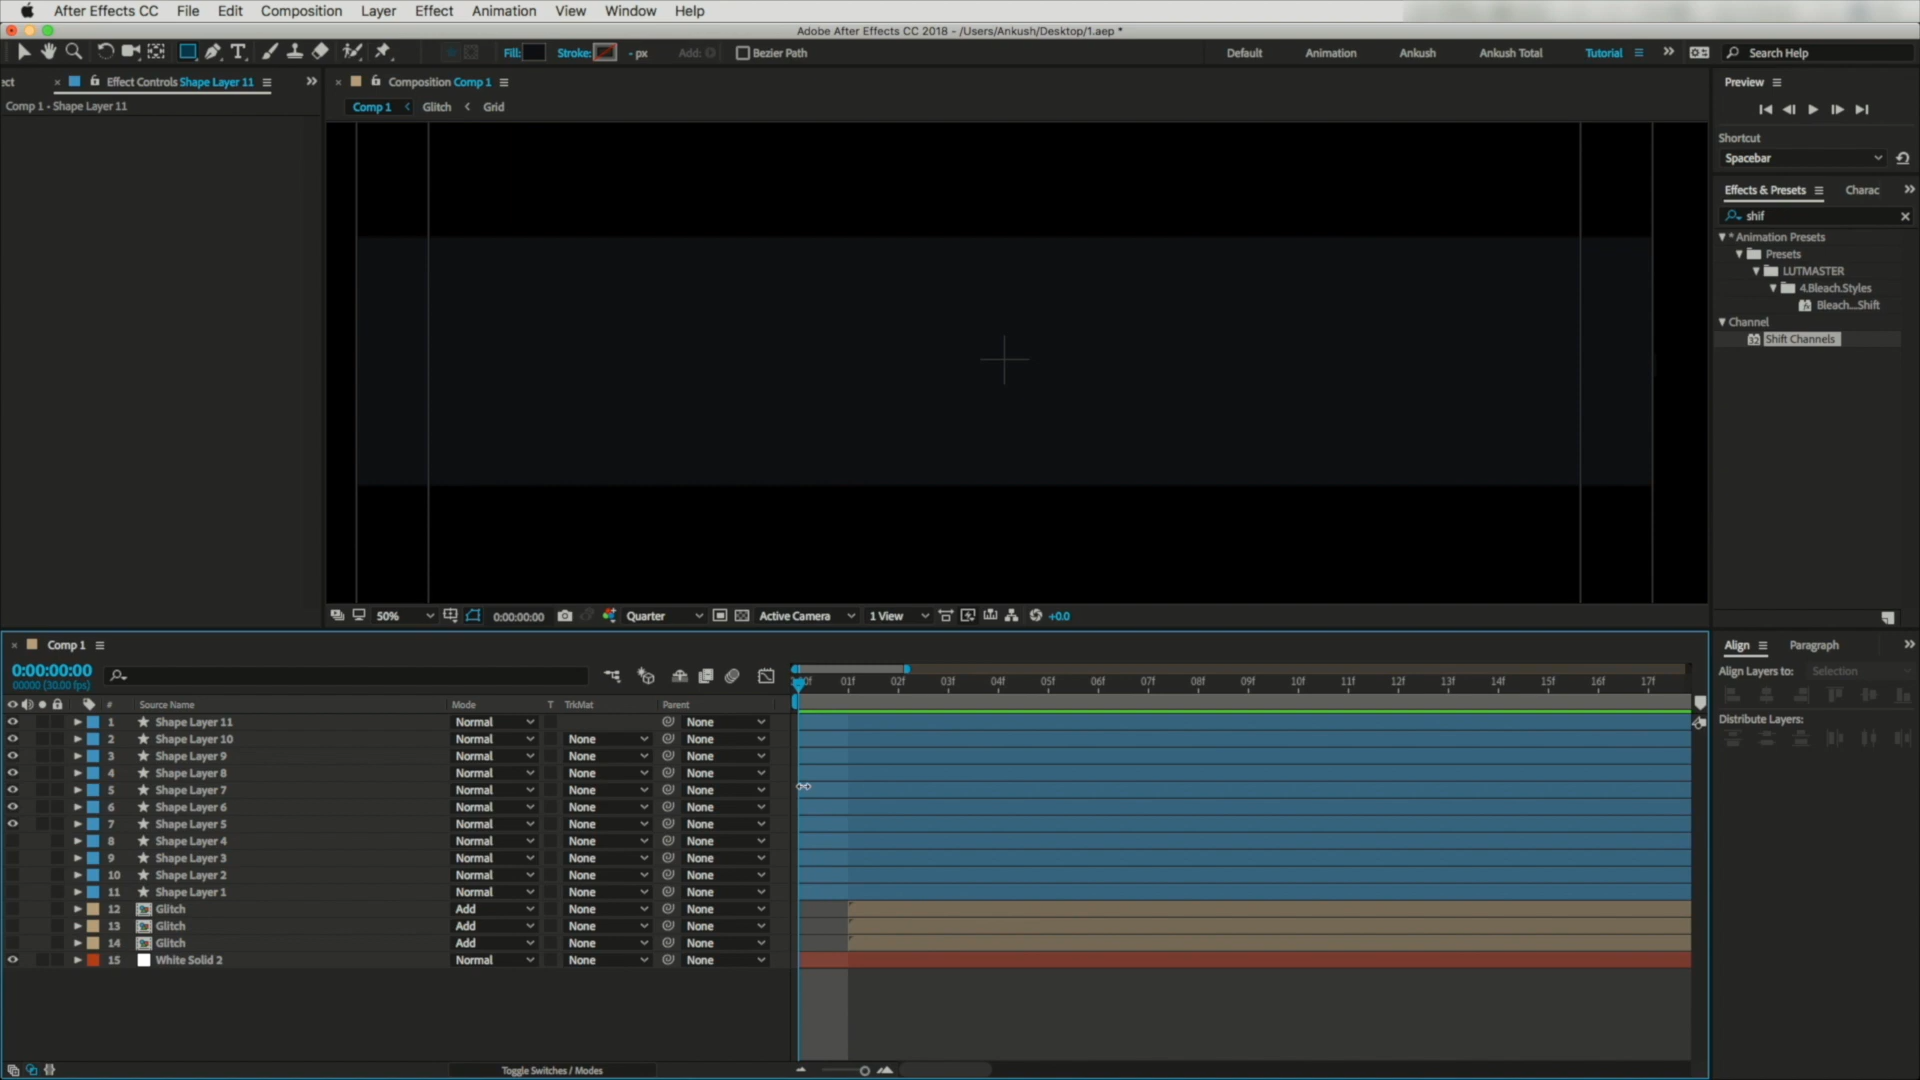 After Effects CC File Edit Composition Layer Effect Animation View Window Help
Adobe After Effects CC 2018 - /Users/Ankush/Desktop/1.aep *
Fill: Stroke: - px Add: Bezier Path Default Animation Ankush Ankush Total Tutorial Search Help
ect Effect Controls Shape Layer 11 Composition Comp 1 Preview
Comp 1 - Shape Layer 11 Comp 1 Glitch Grid
Shortcut
Spacebar
Effects & Presets Charac
shif
* Animation Presets
Presets
LUTMASTER
4.Bleach.Styles
Bleach...Shift
Channel
32 Shift Channels
50% 0:00:00:00 Quarter Active Camera 1 View +0.0
Comp 1 Align Paragraph
0:00:00:00
00000 (30.00 fps)
Align Layers to: Selection
01f 02f 03f 04f 05f 06f 07f 08f 09f 10f 11f 12f 13f 14f 15f 16f 17f
# Source Name Mode T TrkMat Parent
Distribute Layers:
1 Shape Layer 11 Normal None
2 Shape Layer 10 Normal None None
3 Shape Layer 9 Normal None None
4 Shape Layer 8 Normal None None
5 Shape Layer 7 Normal None None
6 Shape Layer 6 Normal None None
7 Shape Layer 5 Normal None None
8 Shape Layer 4 Normal None None
9 Shape Layer 3 Normal None None
10 Shape Layer 2 Normal None None
11 Shape Layer 1 Normal None None
12 Glitch Add None None
13 Glitch Add None None
14 Glitch Add None None
15 White Solid 2 Normal None None
Toggle Switches / Modes